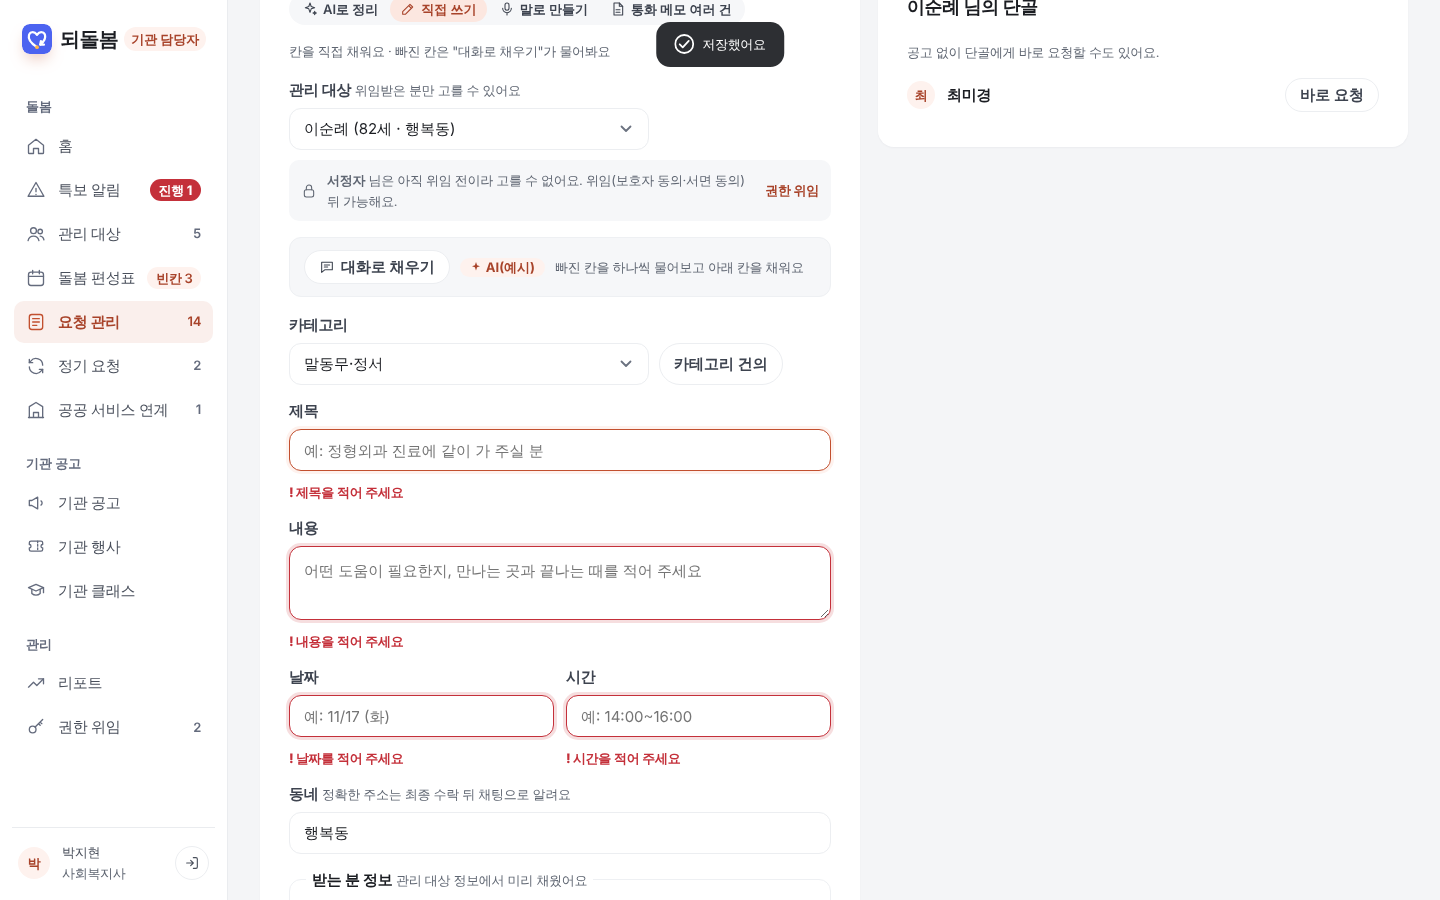 되돌봄 기관 담당자
돌봄
홈
특보 알림 진행 1
관리 대상 5
돌봄 편성표 빈칸 3
요청 관리 14
정기 요청 2
공공 서비스 연계 1
기관 공고
기관 공고
기관 행사
기관 클래스
관리
리포트
권한 위임 2
박 박지현
사회복지사
AI로 정리 직접 쓰기 말로 만들기 통화 메모 여러 건
저장했어요
칸을 직접 채워요 · 빠진 칸은 "대화로 채우기"가 물어봐요
관리 대상 위임받은 분만 고를 수 있어요
이순례 (82세 · 행복동)
서정자 님은 아직 위임 전이라 고를 수 없어요. 위임(보호자 동의·서면 동의)
뒤 가능해요.
권한 위임
대화로 채우기 AI(예시) 빠진 칸을 하나씩 물어보고 아래 칸을 채워요
카테고리
말동무·정서 카테고리 건의
제목
예: 정형외과 진료에 같이 가 주실 분
! 제목을 적어 주세요
내용
어떤 도움이 필요한지, 만나는 곳과 끝나는 때를 적어 주세요
! 내용을 적어 주세요
날짜 시간
예: 11/17 (화) 예: 14:00~16:00
! 날짜를 적어 주세요 ! 시간을 적어 주세요
동네 정확한 주소는 최종 수락 뒤 채팅으로 알려요
행복동
받는 분 정보 관리 대상 정보에서 미리 채웠어요
이순례 님의 단골
공고 없이 단골에게 바로 요청할 수도 있어요.
최 최미경 바로 요청